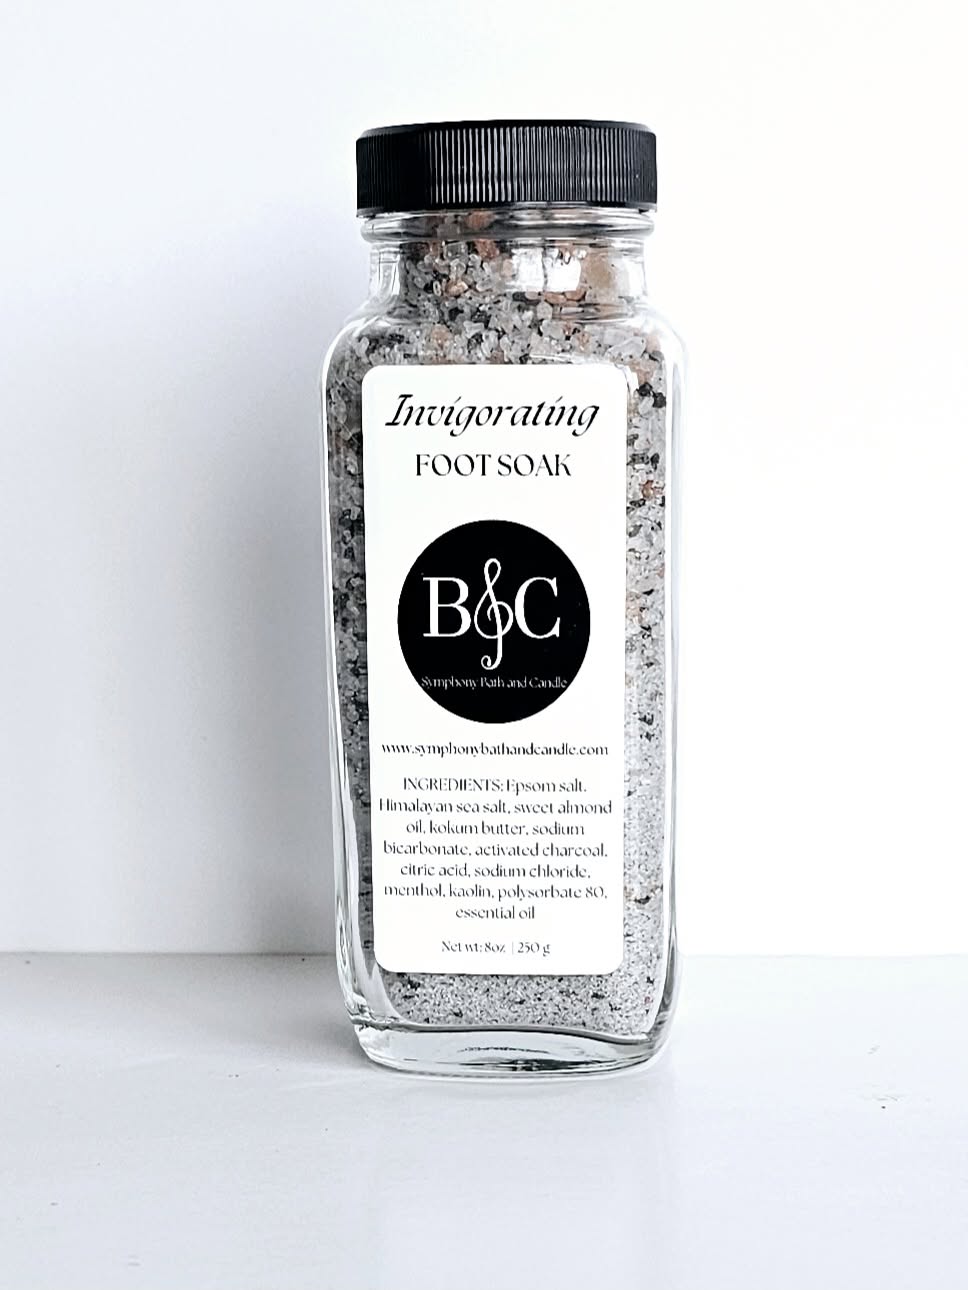 Invigorating
FOOT SOAK
B&C
Symphony Bath and Candle
www.symphonybathandcandle.com
INGREDIENTS: Epsom salt,
Himalayan sea salt, sweet almond
oil, kokum butter, sodium
bicarbonate, activated charcoal,
citric acid, sodium chloride,
menthol, kaolin, polysorbate 80,
essential oil
Net wt: 8oz | 250 g